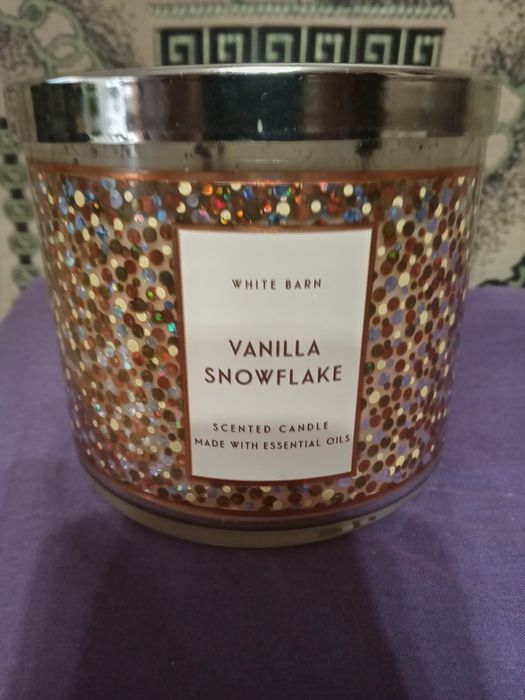 WHITE BARN
VANILLA
SNOWFLAKE
SCENTED CANDLE
MADE WITH ESSENTIAL OILS